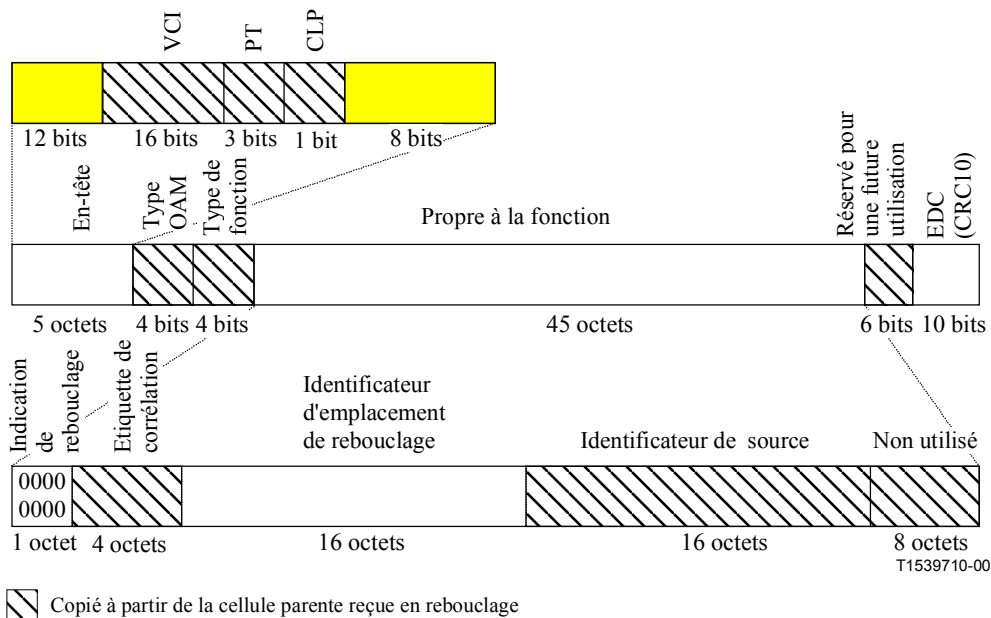 VCI
PT
CLP
12 bits
16 bits
3 bits
1 bit
8 bits
En-tête
Type
OAM
Type de
fonction
Propre à la fonction
Réservé pour
une future
utilisation
EDC
(CRC10)
5 octets
4 bits
4 bits
45 octets
6 bits
10 bits
Indication
de
rebouclage
Etiquette de
corrélation
Identificateur
d'emplacement
de rebouclage
Identificateur de source
Non utilisé
0000
0000
1 octet
4 octets
16 octets
16 octets
8 octets
T1539710-00
Copié à partir de la cellule parente reçue en rebouclage